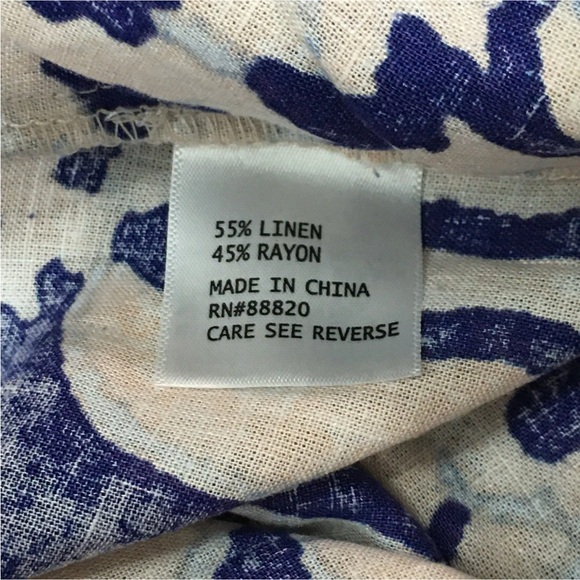 55% LINEN
45% RAYON
MADE IN CHINA
RN#88820
CARE SEE REVERSE